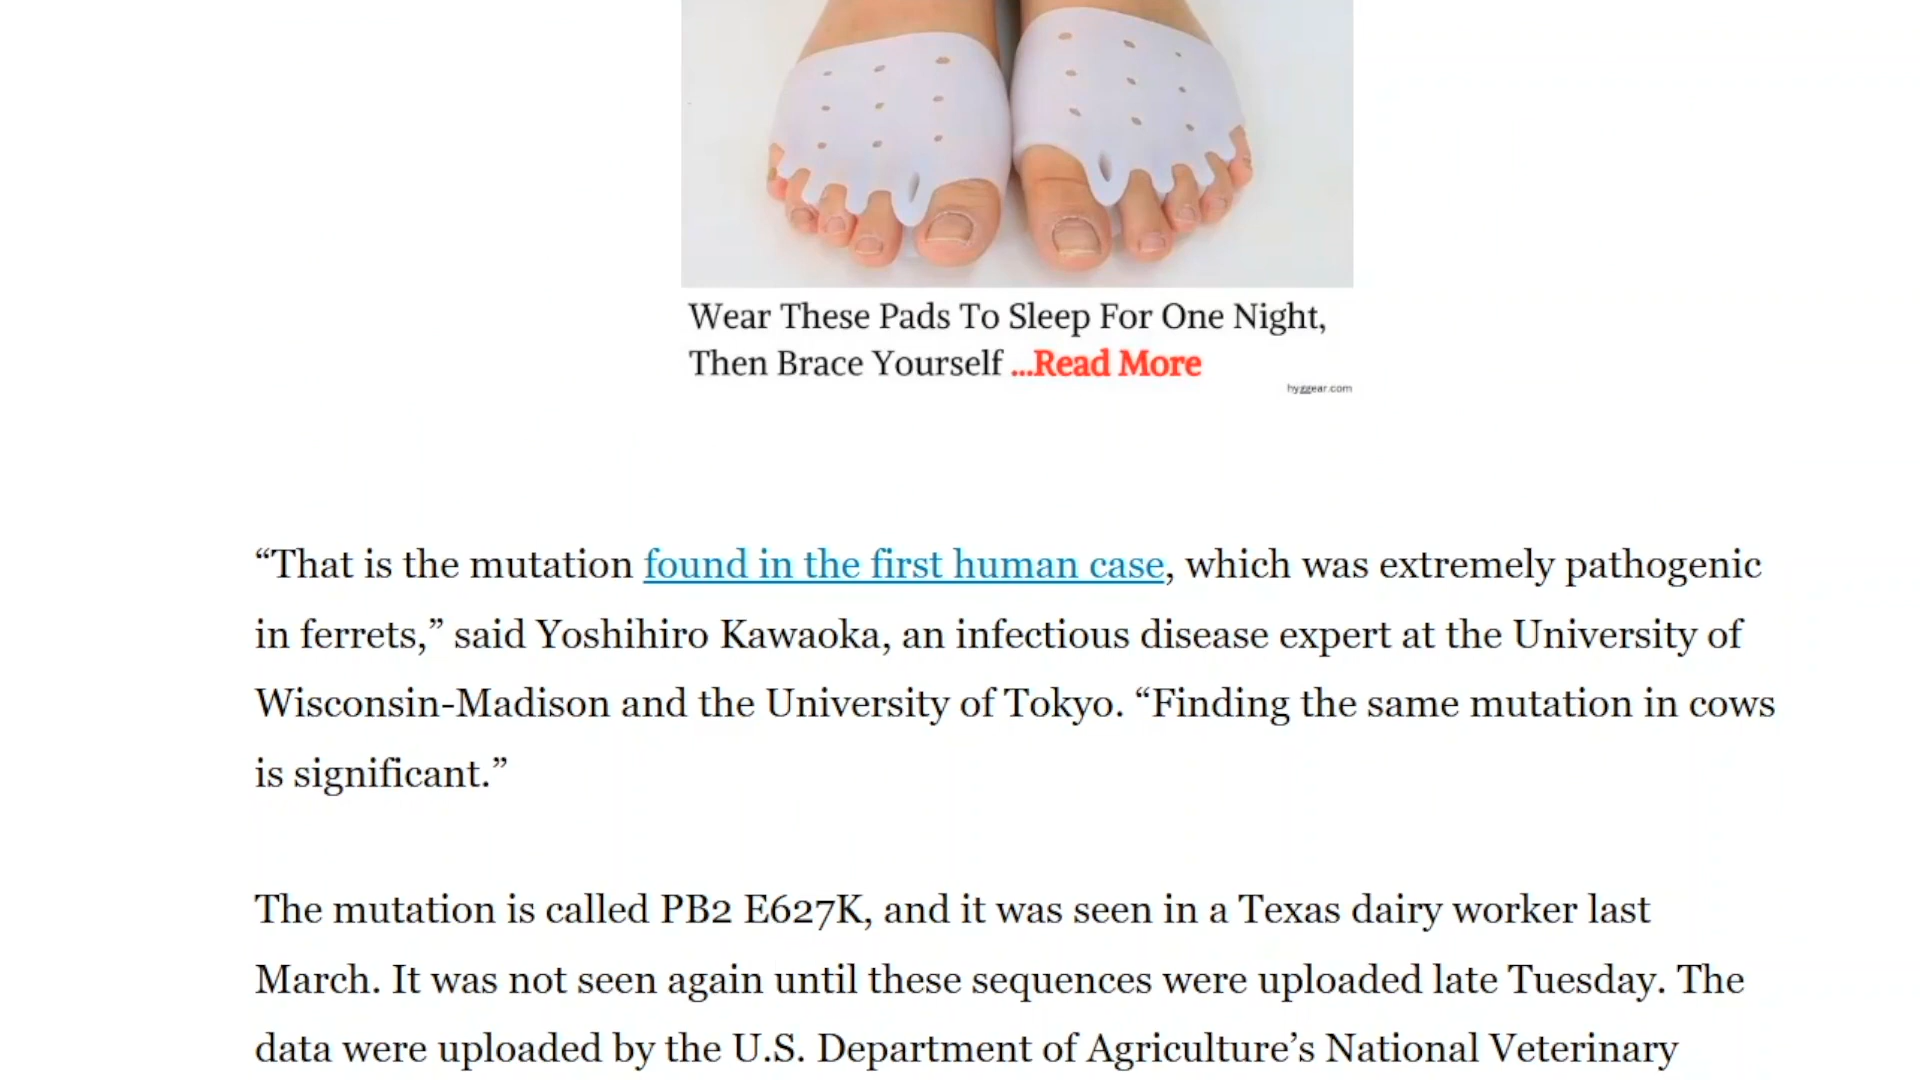 Wear These Pads To Sleep For One Night,
Then Brace Yourself ...Read More
hyggear.com
“That is the mutation found in the first human case, which was extremely pathogenic
in ferrets,” said Yoshihiro Kawaoka, an infectious disease expert at the University of
Wisconsin-Madison and the University of Tokyo. “Finding the same mutation in cows
is significant.”
The mutation is called PB2 E627K, and it was seen in a Texas dairy worker last
March. It was not seen again until these sequences were uploaded late Tuesday. The
data were uploaded by the U.S. Department of Agriculture’s National Veterinary